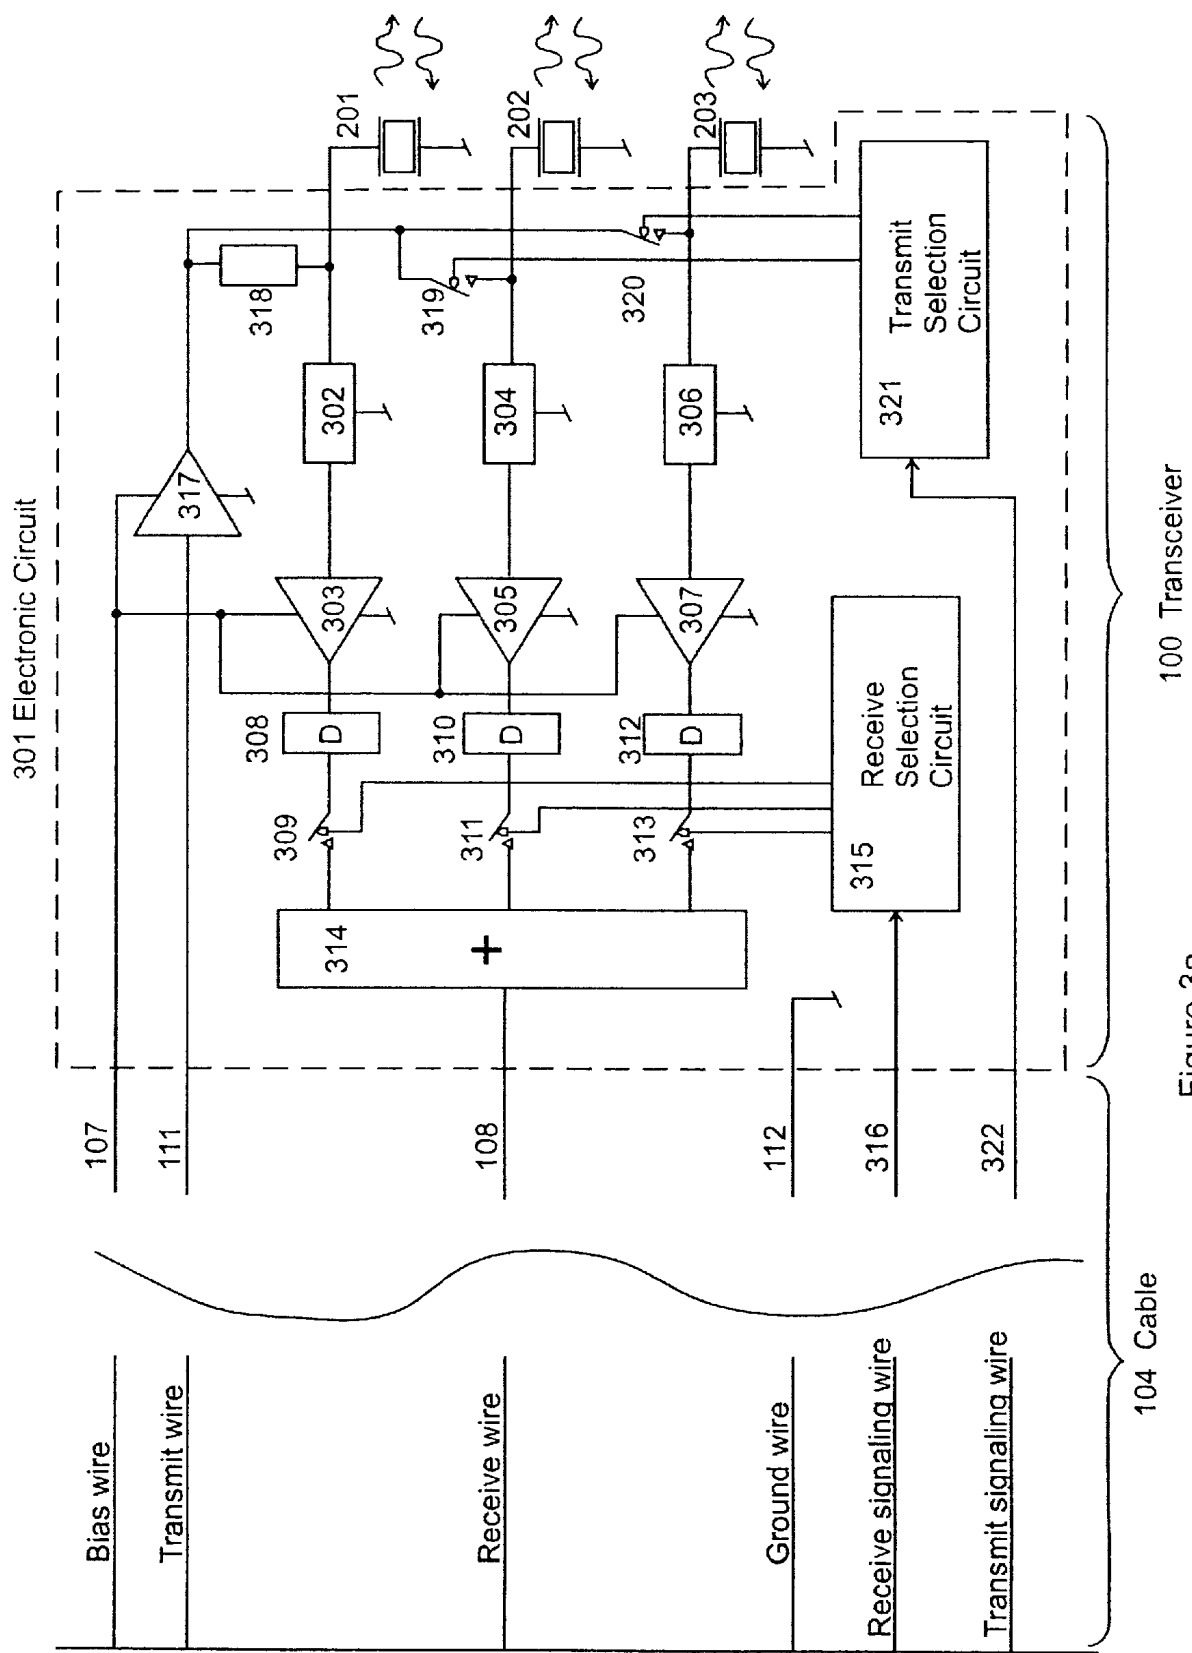 301 Electronic Circuit
201
202
203
318
319
320
Transmit
Selection
Circuit
321
317
302
304
306
303
305
307
308
D
310
D
312
D
309
311
313
Receive
Selection
Circuit
315
314
+
107
111
108
112
316
322
Bias wire
Transmit wire
Receive wire
Ground wire
Receive signaling wire
Transmit signaling wire
104 Cable
100 Transceiver
Figure